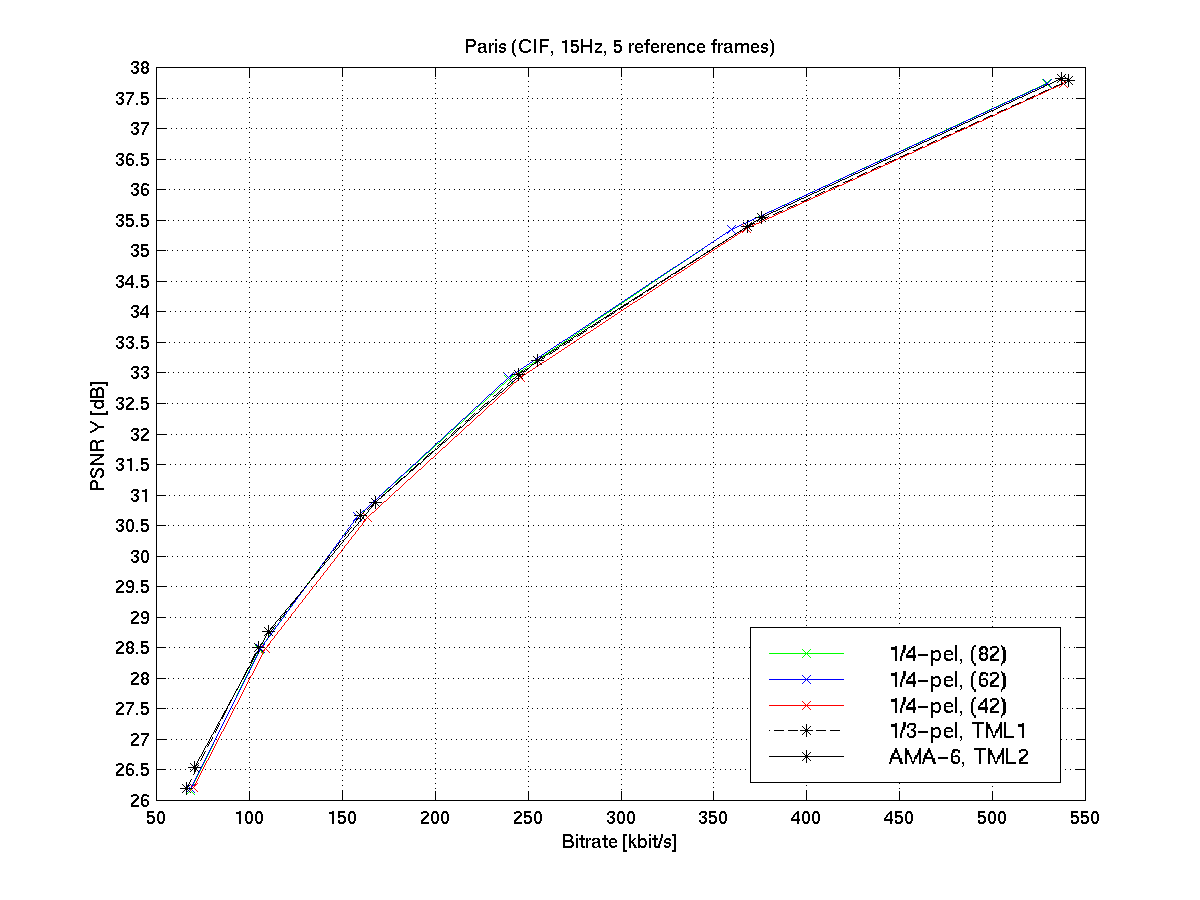 Paris (CIF, 15Hz, 5 reference frames)
38
37.5
37
36.5
36
35.5
35
34.5
34
33.5
33
32.5
32
31.5
31
30.5
30
29.5
29
28.5
28
27.5
27
26.5
26
PSNR Y [dB]
1/4-pel, (82)
1/4-pel, (62)
1/4-pel, (42)
1/3-pel, TML1
AMA-6, TML2
50 100 150 200 250 300 350 400 450 500 550
Bitrate [kbit/s]